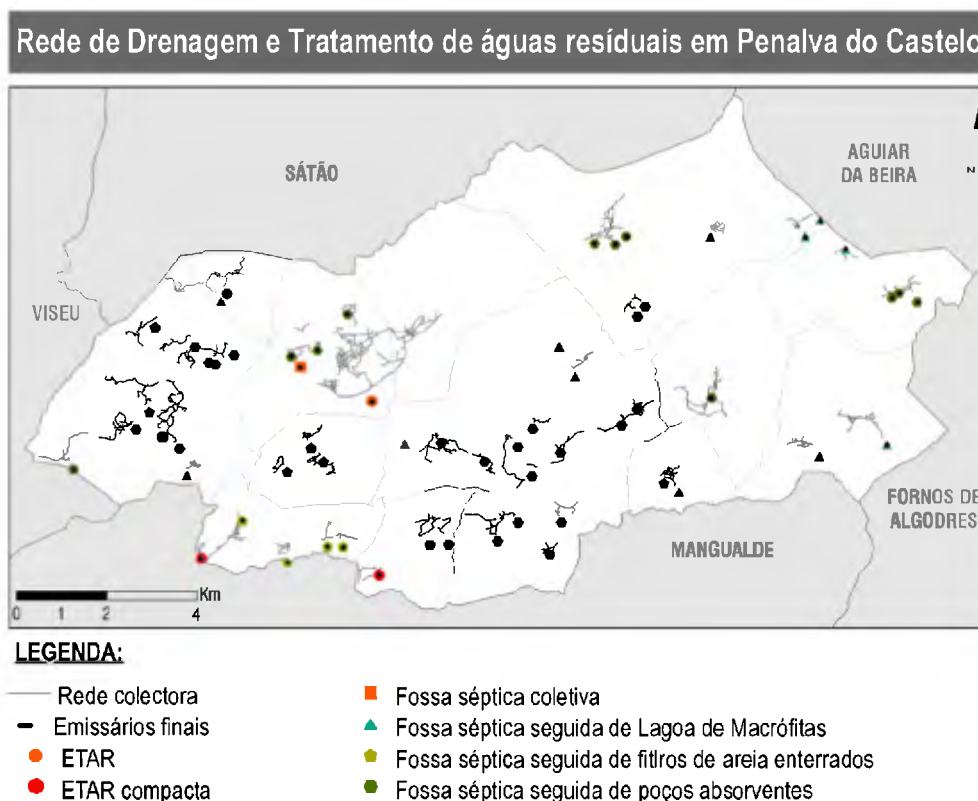 Rede de Drenagem e Tratamento de águas resíduais em Penalva do Castelo
AGUIAR
DA BEIRA
SÁTÃO
N
VISEU
FORNOS DE
ALGODRES
MANGUALDE
Km
0 1 2 4
LEGENDA:
Rede colectora
Emissários finais
ETAR
ETAR compacta
Fossa séptica coletiva
Fossa séptica seguida de Lagoa de Macrófitas
Fossa séptica seguida de fitlros de areia enterrados
Fossa séptica seguida de poços absorventes